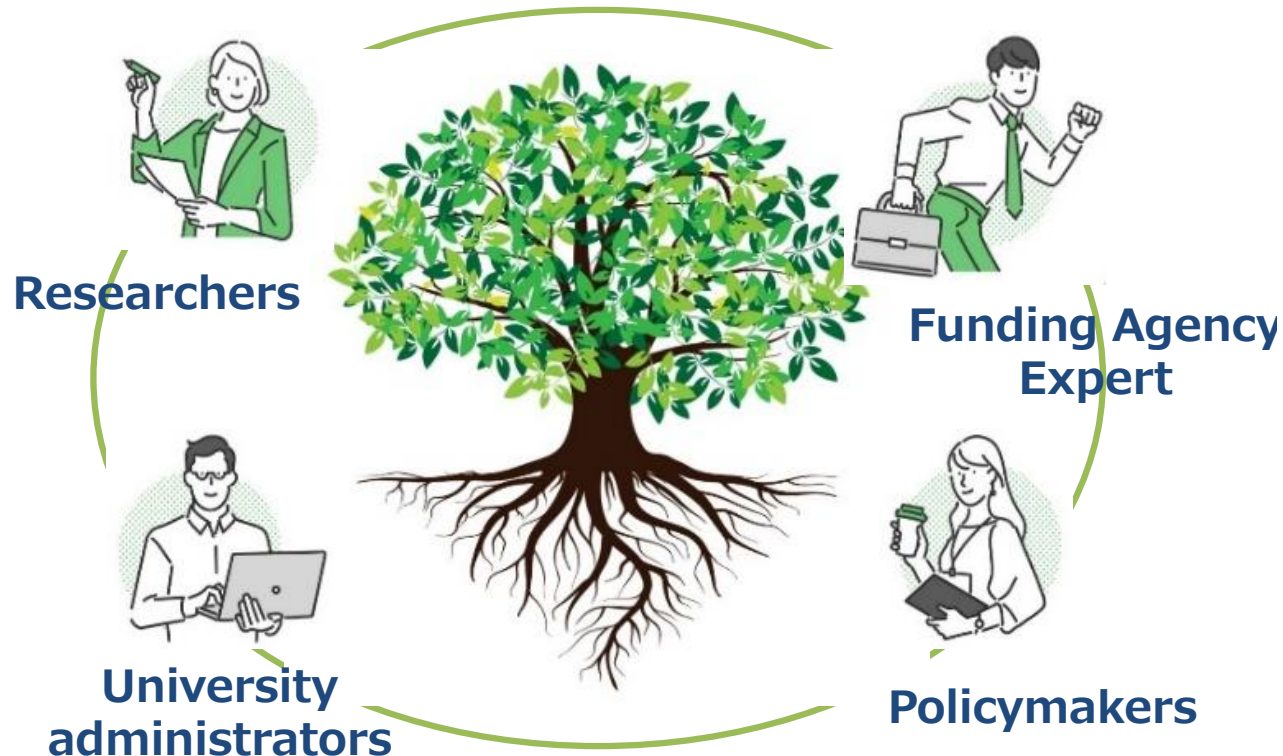 Researchers
Funding Agency
Expert
University
administrators
Policymakers